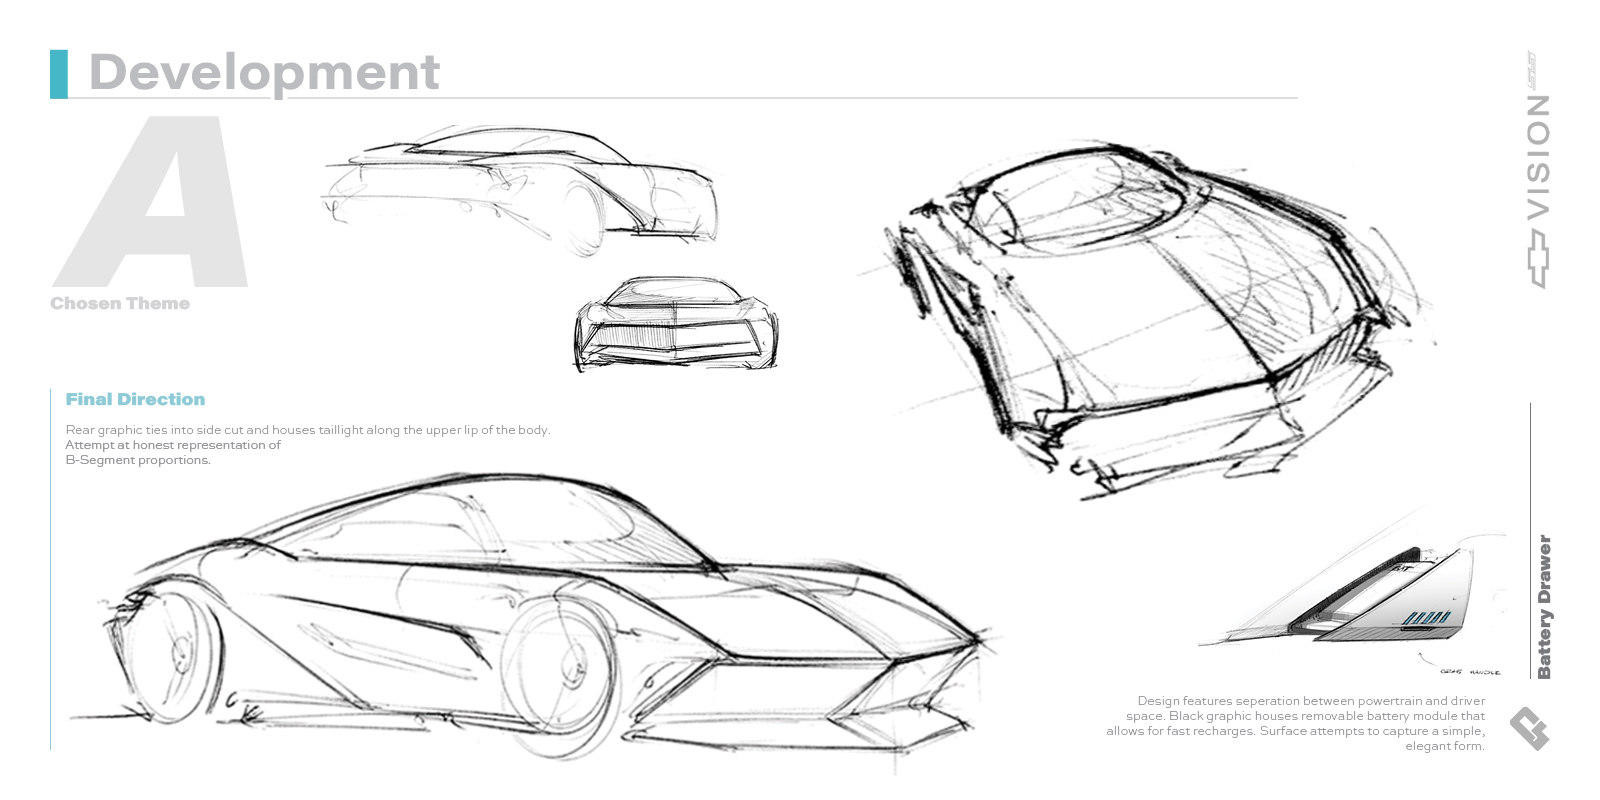 Development
A
Chosen Theme
Final Direction
Rear graphic ties into side cut and houses taillight along the upper lip of the body.
Attempt at honest representation of
B-Segment proportions.
SS
VISION
Battery Drawer
GRAB HANDLE
Design features seperation between powertrain and driver
space. Black graphic houses removable battery module that
allows for fast recharges. Surface attempts to capture a simple,
elegant form.